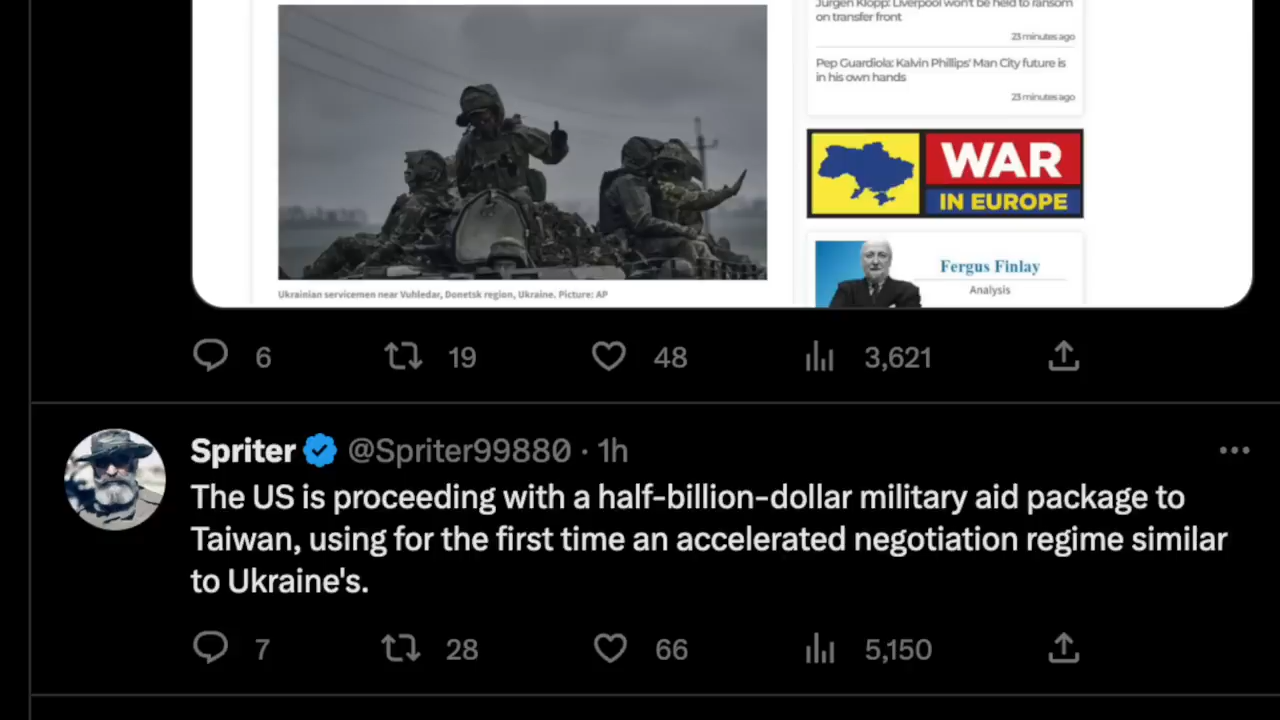 Jurgen Klopp: Liverpool won't be held to ransom
on transfer front
23 minutes ago
Pep Guardiola: Kalvin Phillips' Man City future is
in his own hands
23 minutes ago
WAR
IN EUROPE
Fergus Finlay
Analysis
Ukrainian servicemen near Vuhledar, Donetsk region, Ukraine. Picture: AP
6 19 48 3,621
Spriter @Spriter99880 · 1h
The US is proceeding with a half-billion-dollar military aid package to
Taiwan, using for the first time an accelerated negotiation regime similar
to Ukraine's.
7 28 66 5,150